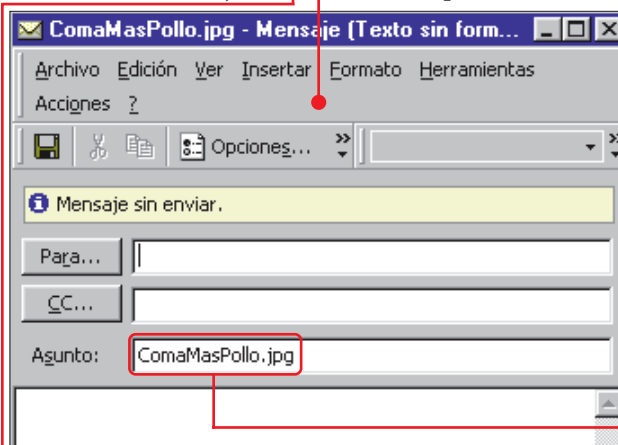 ComaMasPollo.jpg - Mensaje (Texto sin form...
Archivo Edición Ver Insertar Formato Herramientas
Acciones ?
Opciones...
Mensaje sin enviar.
Para...
CC...
Asunto: ComaMasPollo.jpg